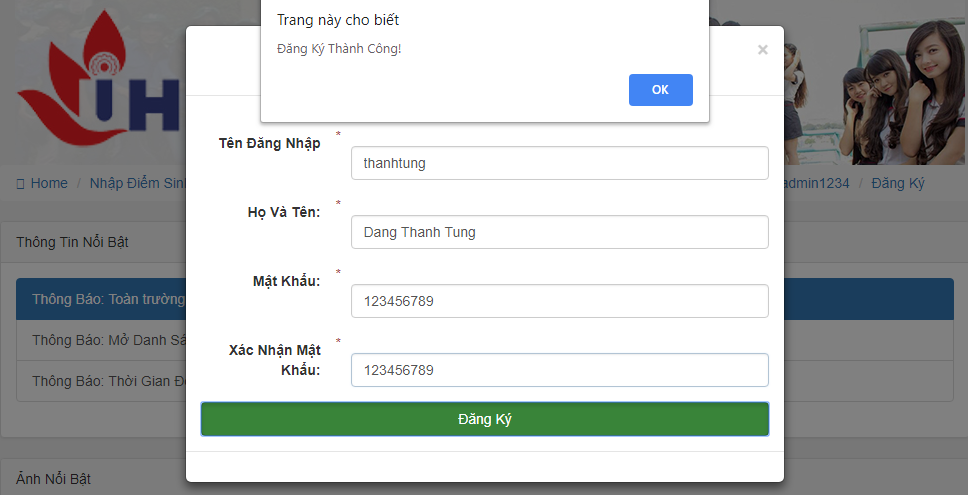 Trang này cho biết
Đăng Ký Thành Công!
OK
×
UH
Tên Đăng Nhập *
thanhtung
Home / Nhập Điểm Sinh
admin1234 / Đăng Ký
Họ Và Tên: *
Dang Thanh Tung
Thông Tin Nổi Bật
Mật Khẩu: *
123456789
Thông Báo: Toàn trường
Thông Báo: Mở Danh Sá
Thông Báo: Thời Gian
Xác Nhận Mật
Khẩu: *
123456789
Đăng Ký
Ảnh Nổi Bật